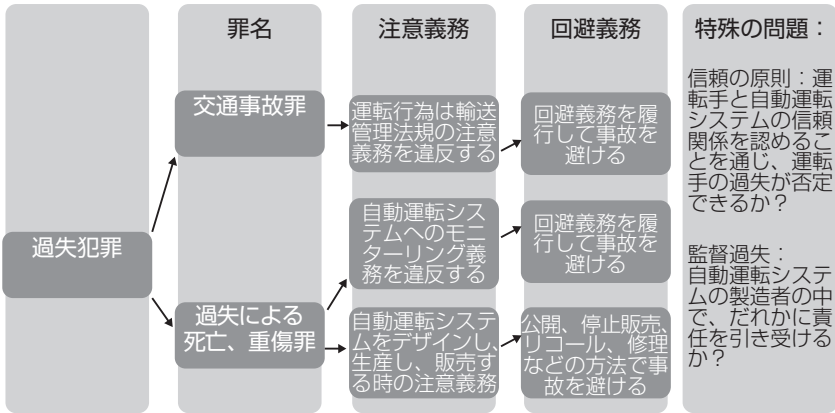 罪名
注意義務
回避義務
特殊の問題：
過失犯罪
交通事故罪
運転行為は輸送
管理法規の注意
義務を違反する
回避義務を履
行して事故を
避ける
過失による
死亡、重傷罪
自動運転シス
テムへのモニ
ターリング義
務を違反する
回避義務を履
行して事故を
避ける
自動運転システ
ムをデザインし、
生産し、販売す
る時の注意義務
公開、停止販売、
リコール、修理
などの方法で事
故を避ける
信頼の原則：運
転手と自動運転
システムの信頼
関係を認めるこ
とを通じ、運転
手の過失が否定
できるか？
監督過失：
自動運転システ
ムの製造者の中
で、だれかに責
任を引き受ける
か？